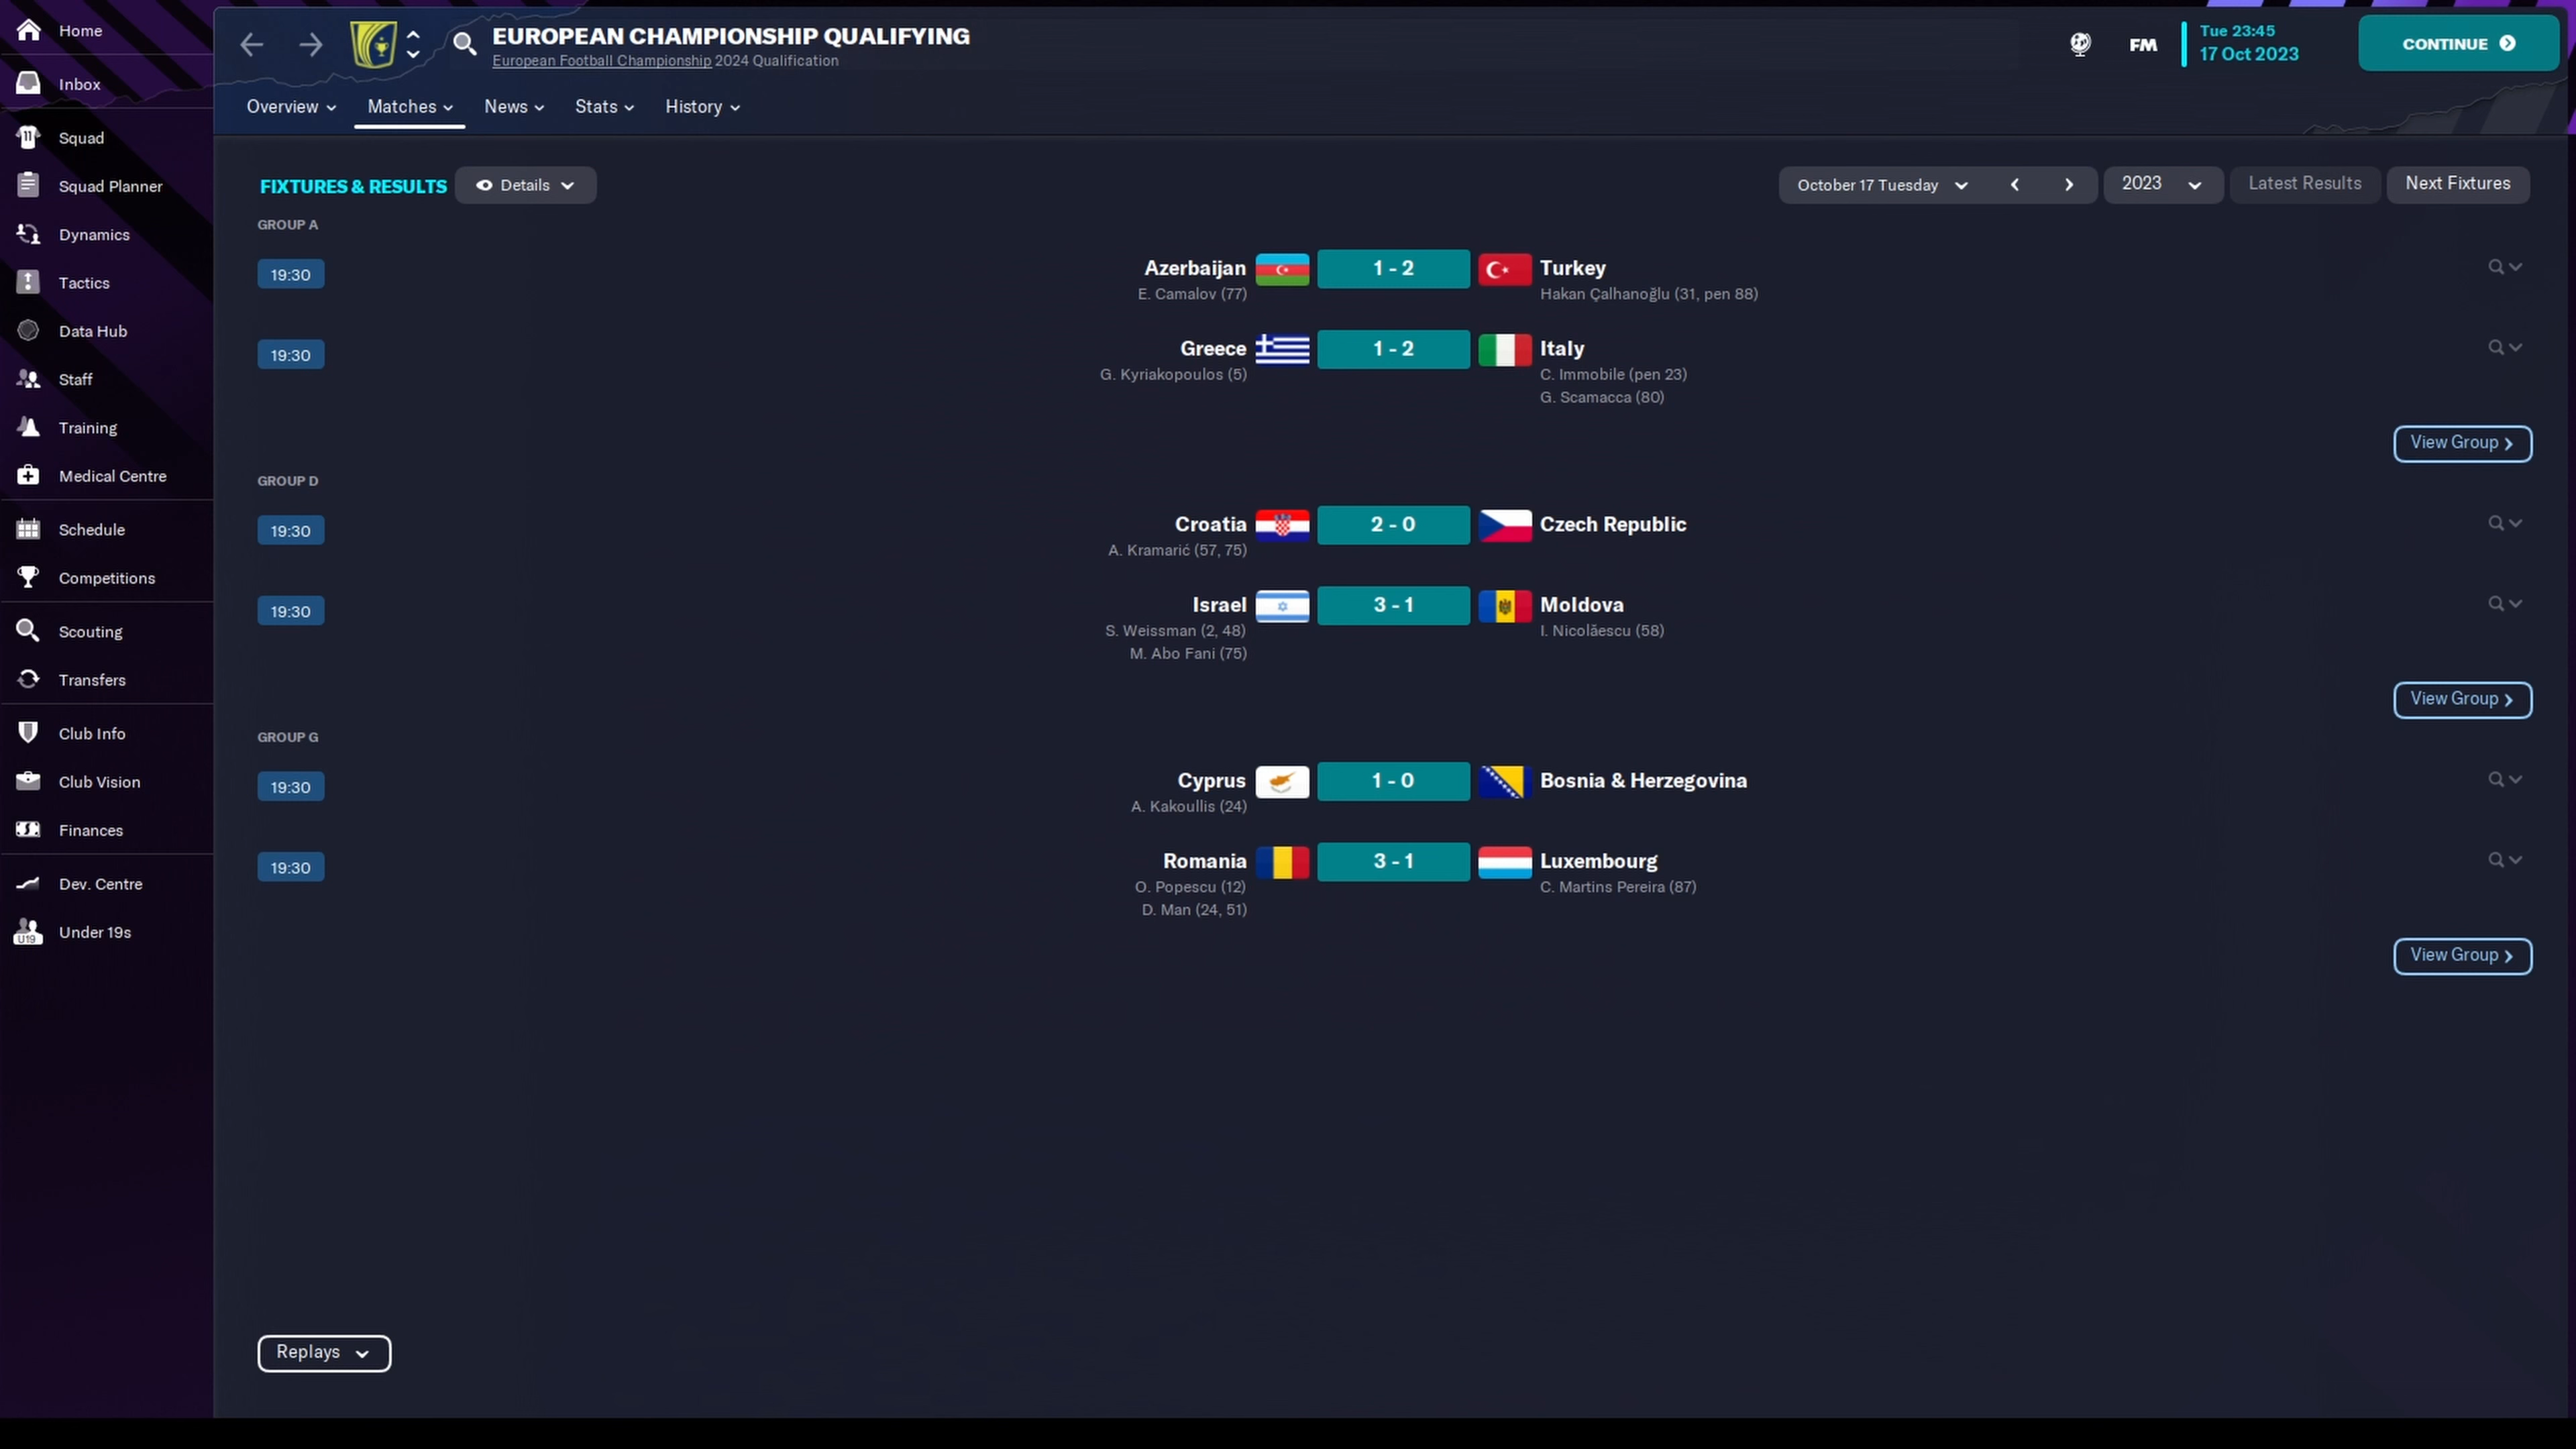 Home
Inbox
Squad
Squad Planner
Dynamics
Tactics
Data Hub
Staff
Training
Medical Centre
Schedule
Competitions
Scouting
Transfers
Club Info
Club Vision
Finances
Dev. Centre
U19
Under 19s
EUROPEAN CHAMPIONSHIP QUALIFYING
European Football Championship 2024 Qualification
FM
Tue 23:45
17 Oct 2023
CONTINUE
Overview
Matches
News
Stats
History
FIXTURES & RESULTS
Details
October 17 Tuesday
2023
Latest Results
Next Fixtures
GROUP A
19:30
Azerbaijan 1 - 2 Turkey
E. Camalov (77) Hakan Çalhanoğlu (31, pen 88)
19:30
Greece 1 - 2 Italy
G. Kyriakopoulos (5) C. Immobile (pen 23)
G. Scamacca (80)
View Group
GROUP D
19:30
Croatia 2 - 0 Czech Republic
A. Kramarić (57, 75)
19:30
Israel 3 - 1 Moldova
S. Weissman (2, 48) I. Nicolăescu (58)
M. Abo Fani (75)
View Group
GROUP G
19:30
Cyprus 1 - 0 Bosnia & Herzegovina
A. Kakoullis (24)
19:30
Romania 3 - 1 Luxembourg
O. Popescu (12) C. Martins Pereira (87)
D. Man (24, 51)
View Group
Replays